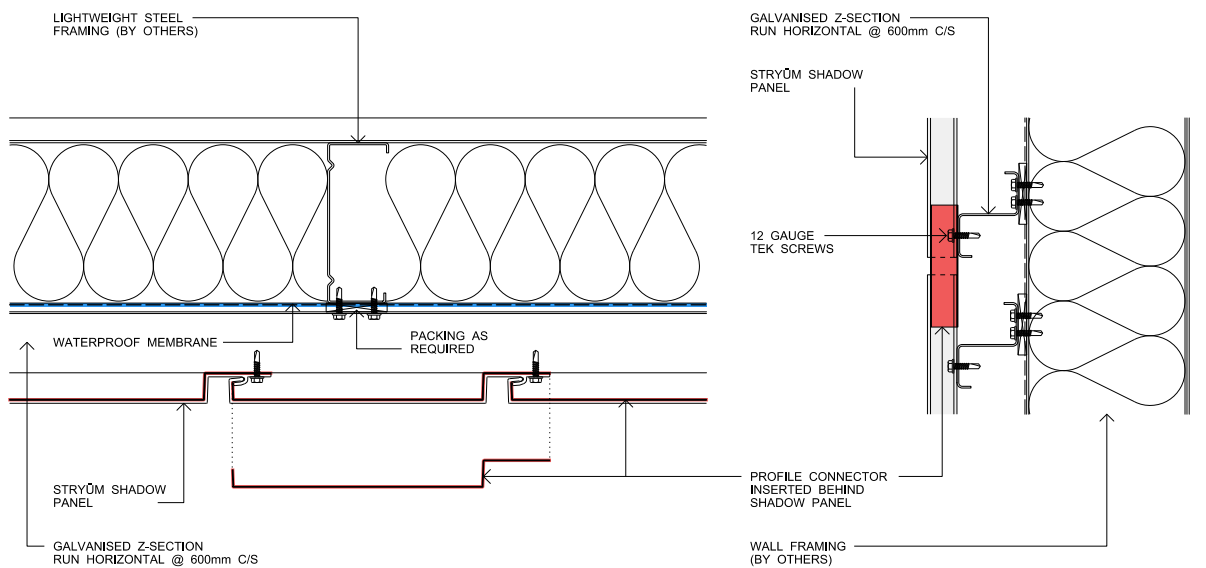 LIGHTWEIGHT STEEL
FRAMING (BY OTHERS)
WATERPROOF MEMBRANE
PACKING AS
REQUIRED
STRYŪM SHADOW
PANEL
GALVANISED Z-SECTION
RUN HORIZONTAL @ 600mm C/S
GALVANISED Z-SECTION
RUN HORIZONTAL @ 600mm C/S
STRYŪM SHADOW
PANEL
12 GAUGE
TEK SCREWS
PROFILE CONNECTOR
INSERTED BEHIND
SHADOW PANEL
WALL FRAMING
(BY OTHERS)